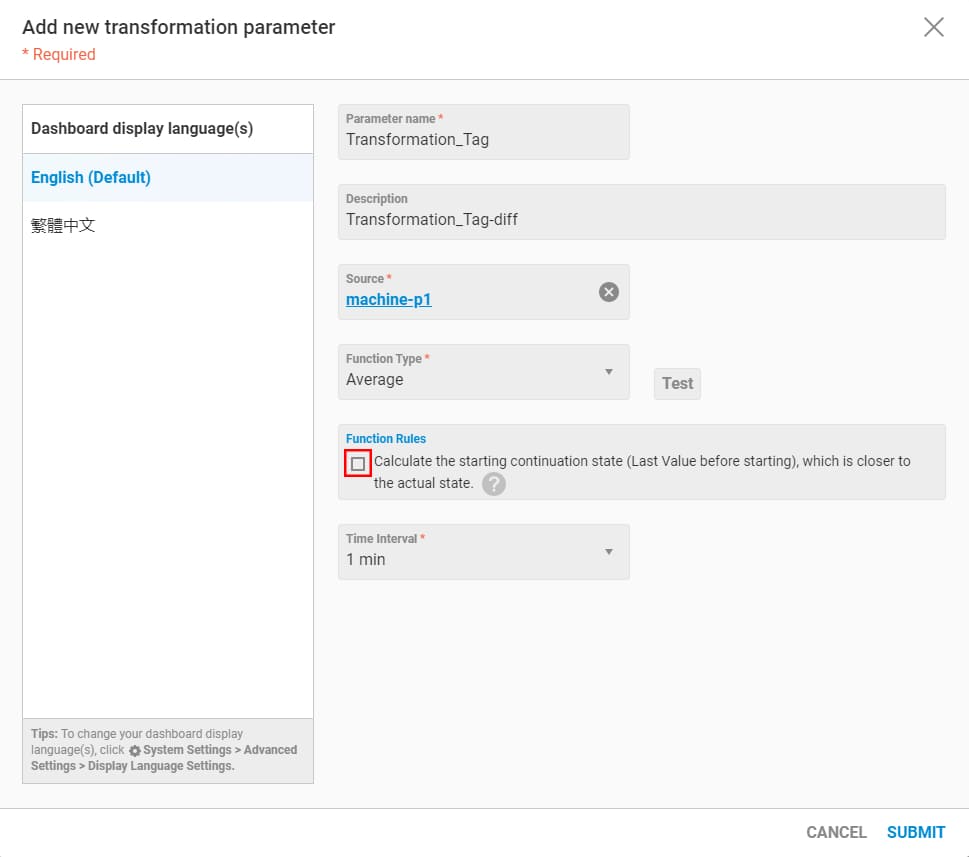 Add new transformation parameter
* Required
Dashboard display language(s)
English (Default)
繁體中文
Tips: To change your dashboard display
language(s), click System Settings > Advanced
Settings > Display Language Settings.
Parameter name *
Transformation_Tag
Description
Transformation_Tag-diff
Source *
machine-p1
Function Type *
Average
Test
Function Rules
Calculate the starting continuation state (Last Value before starting), which is closer to
the actual state. ?
Time Interval *
1 min
CANCEL SUBMIT